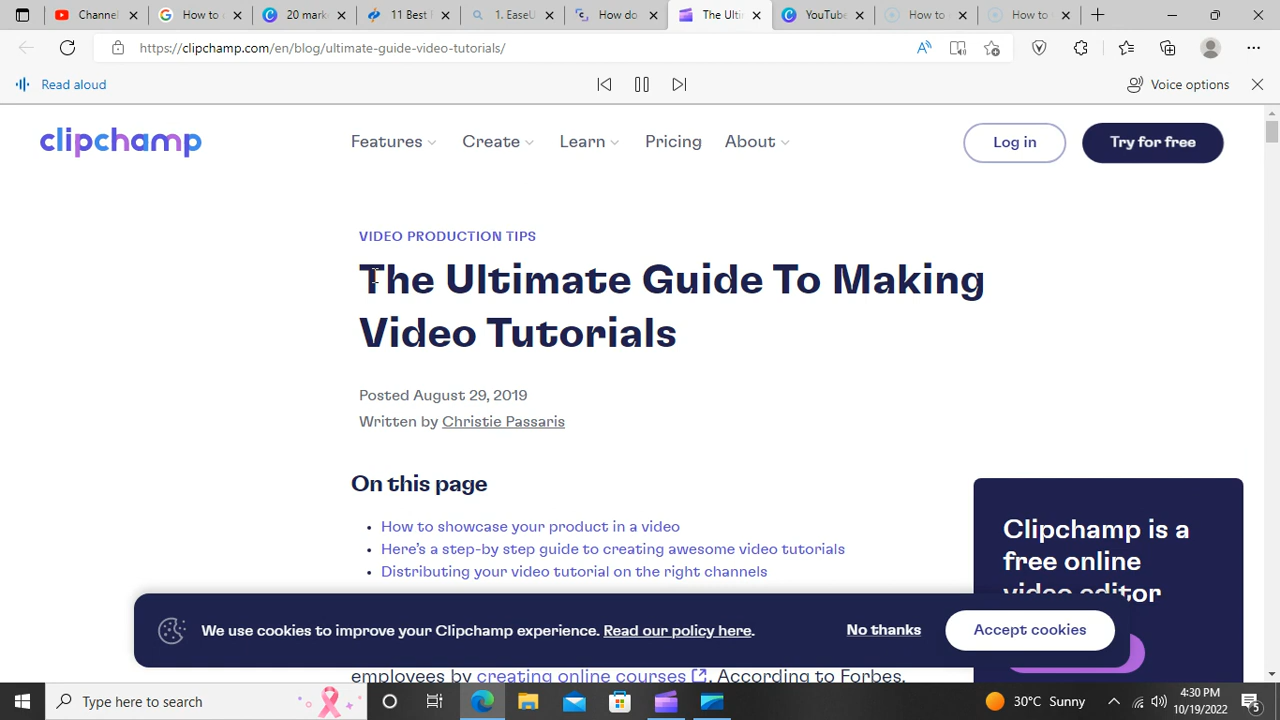 Channel
How to
20 mark
11 Best
1. EaseU
How do
The Ulti
YouTube
How to
How to
https://clipchamp.com/en/blog/ultimate-guide-video-tutorials/
Read aloud
Voice options
clipchamp
Features
Create
Learn
Pricing
About
Log in
Try for free
VIDEO PRODUCTION TIPS
The Ultimate Guide To Making
Video Tutorials
Posted August 29, 2019
Written by Christie Passaris
On this page
• How to showcase your product in a video
• Here's a step-by step guide to creating awesome video tutorials
• Distributing your video tutorial on the right channels
Clipchamp is a
free online
video editor
We use cookies to improve your Clipchamp experience. Read our policy here.
No thanks
Accept cookies
employees by creating online courses. According to Forbes,
Type here to search
30°C Sunny
4:30 PM
10/19/2022
5